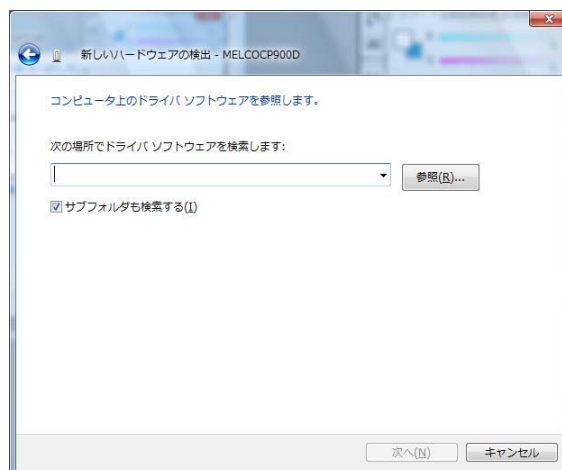 新しいハードウェアの検出 - MELCOCP900D
コンピュータ上のドライバ ソフトウェアを参照します。
次の場所でドライバ ソフトウェアを検索します:
参照(R)...
サブフォルダも検索する(I)
次へ(N) キャンセル